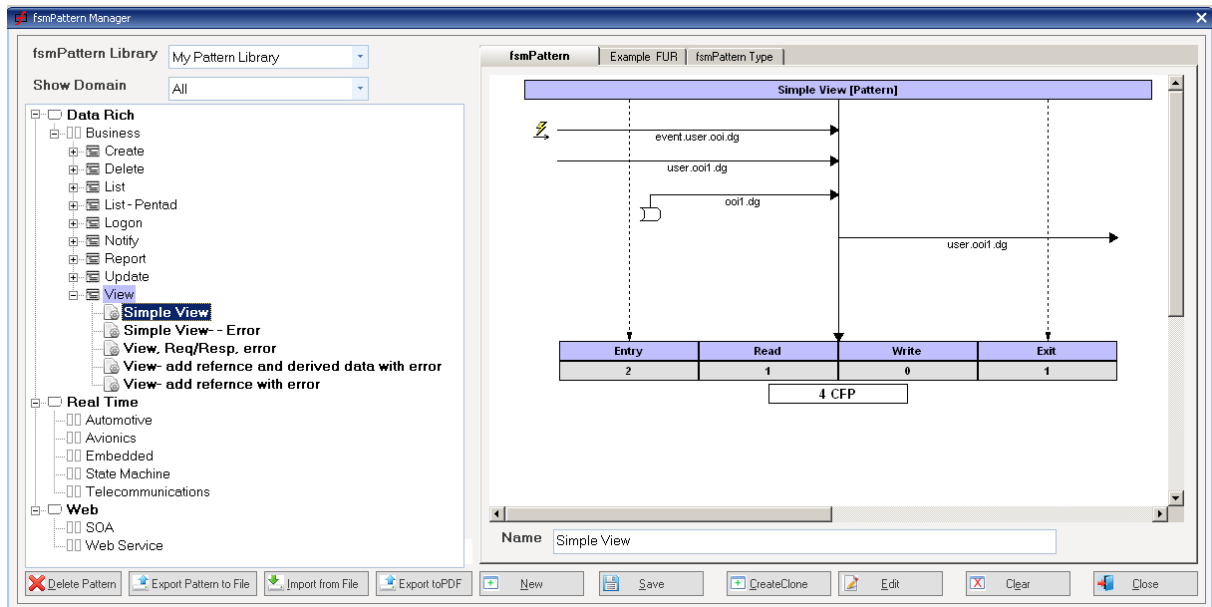 fsmPattern Manager
fsmPattern Library
My Pattern Library
Show Domain
All
Data Rich
Business
Create
Delete
List
List - Pentad
Logon
Notify
Report
Update
View
Simple View
Simple View- - Error
View, Req/Resp, error
View- add refernce and derived data with error
View- add refernce with error
Real Time
Automotive
Avionics
Embedded
State Machine
Telecommunications
Web
SOA
Web Service
fsmPattern
Example FUR
fsmPattern Type
Simple View [Pattern]
event.user.ooi.dg
user.ooi1.dg
ooi1.dg
user.ooi1.dg
Entry Read Write Exit
2 1 0 1
4 CFP
Name
Simple View
Delete Pattern
Export Pattern to File
Import from File
Export toPDF
New
Save
CreateClone
Edit
Clear
Close